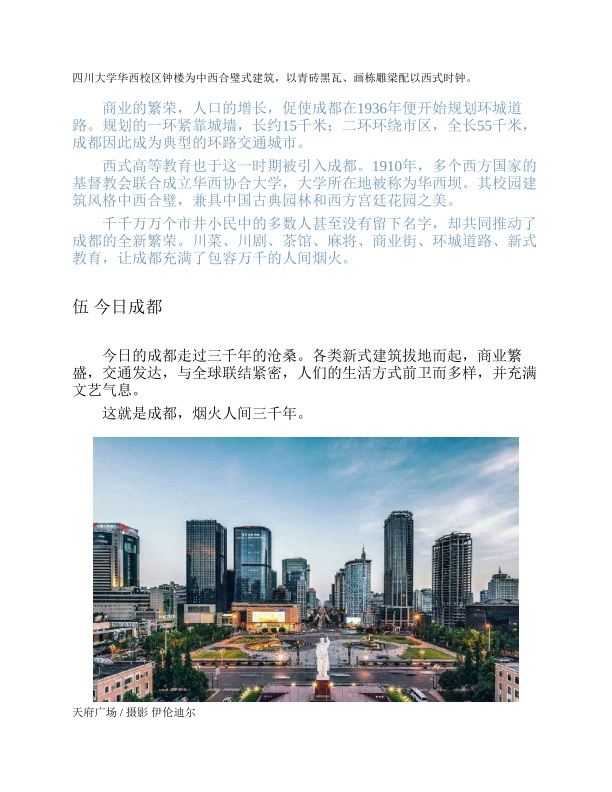 四川大学华西校区钟楼为中西合璧式建筑，以青砖黑瓦、画栋雕梁配以西式时钟。
商业的繁荣，人口的增长，促使成都在1936年便开始规划环城道
路。规划的一环紧靠城墙，长约15千米；二环环绕市区，全长55千米，
成都因此成为典型的环路交通城市。
西式高等教育也于这一时期被引入成都。1910年，多个西方国家的
基督教会联合成立华西协合大学，大学所在地被称为华西坝。其校园建
筑风格中西合璧，兼具中国古典园林和西方宫廷花园之美。
千千万万个市井小民中的多数人甚至没有留下名字，却共同推动了
成都的全新繁荣。川菜、川剧、茶馆、麻将、商业街、环城道路、新式
教育，让成都充满了包容万千的人间烟火。
伍 今日成都
今日的成都走过三千年的沧桑。各类新式建筑拔地而起，商业繁
盛，交通发达，与全球联结紧密，人们的生活方式前卫而多样，并充满
文艺气息。
这就是成都，烟火人间三千年。
天府广场 / 摄影 伊伦迪尔